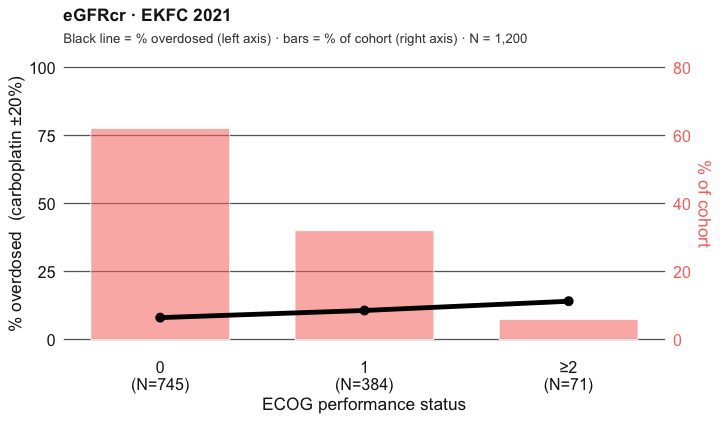 eGFRcr · EKFC 2021
Black line = % overdosed (left axis) · bars = % of cohort (right axis) · N = 1,200
100
75
50
25
0
% overdosed (carboplatin ±20%)
80
60
40
20
0
% of cohort
0
(N=745)
1
(N=384)
≥2
(N=71)
ECOG performance status